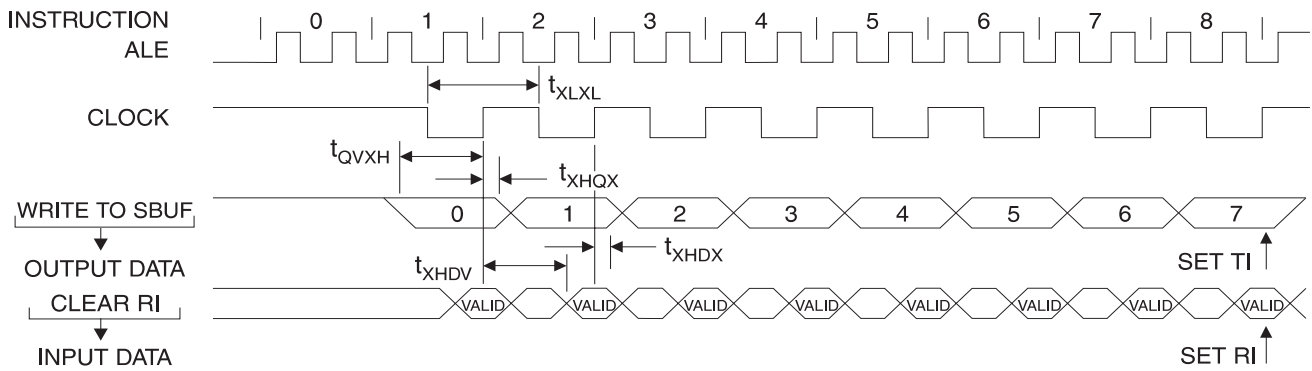 INSTRUCTION 0 1 2 3 4 5 6 7 8
ALE
tXLXL
CLOCK
tQVXH
tXHQX
WRITE TO SBUF 0 1 2 3 4 5 6 7
tXHDX
SET TI
OUTPUT DATA
tXHDV
CLEAR RI VALID VALID VALID VALID VALID VALID VALID VALID
INPUT DATA
SET RI